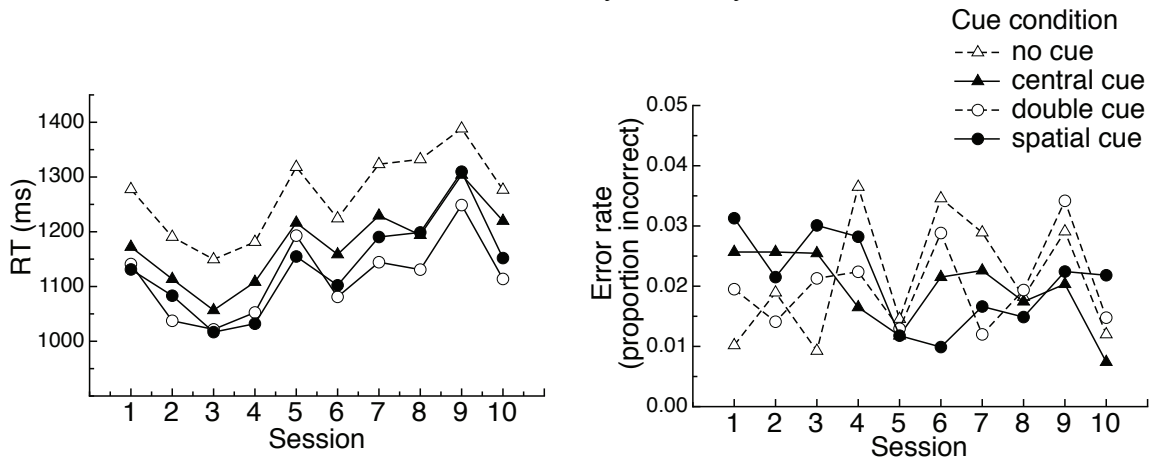 Cue condition
no cue
central cue
double cue
spatial cue
RT (ms)
1400
1300
1200
1100
1000
1 2 3 4 5 6 7 8 9 10
Session
Error rate
(proportion incorrect)
0.05
0.04
0.03
0.02
0.01
0.00
1 2 3 4 5 6 7 8 9 10
Session